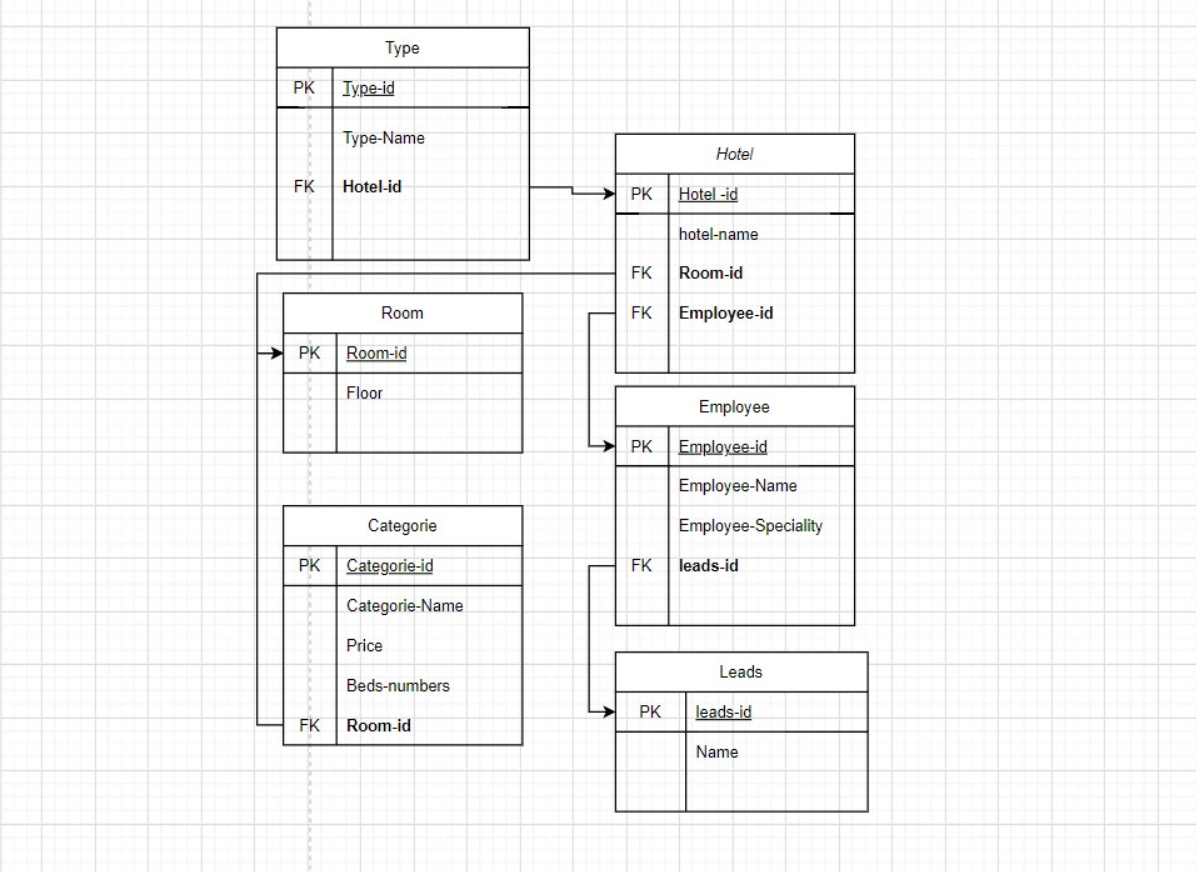 Type
PK Type-id
Type-Name
FK Hotel-id
Hotel
PK Hotel -id
hotel-name
FK Room-id
FK Employee-id
Room
PK Room-id
Floor
Employee
PK Employee-id
Employee-Name
Employee-Speciality
FK leads-id
Categorie
PK Categorie-id
Categorie-Name
Price
Beds-numbers
FK Room-id
Leads
PK leads-id
Name